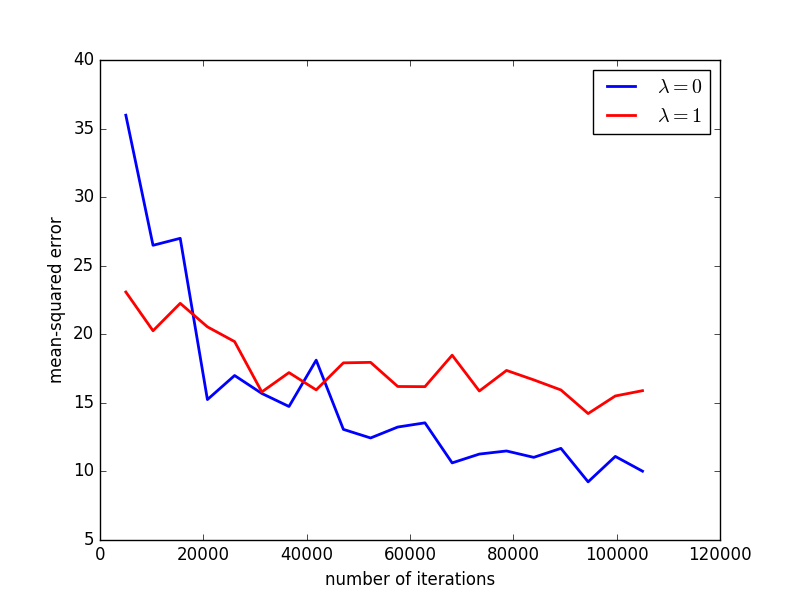 40
35
30
25
20
15
10
5
mean-squared error
λ = 0
λ = 1
0 20000 40000 60000 80000 100000 120000
number of iterations